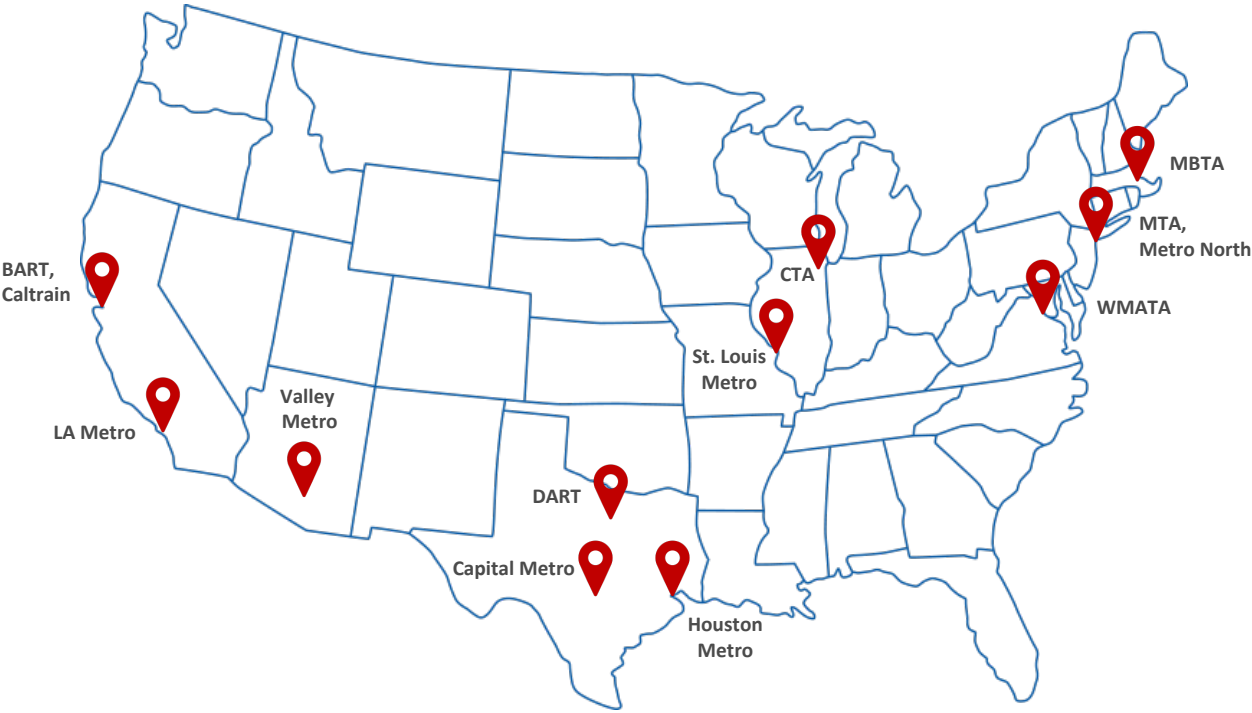 MBTA
MTA,
Metro North
BART,
Caltrain
CTA
WMATA
St. Louis
Metro
Valley
Metro
LA Metro
DART
Capital Metro
Houston
Metro